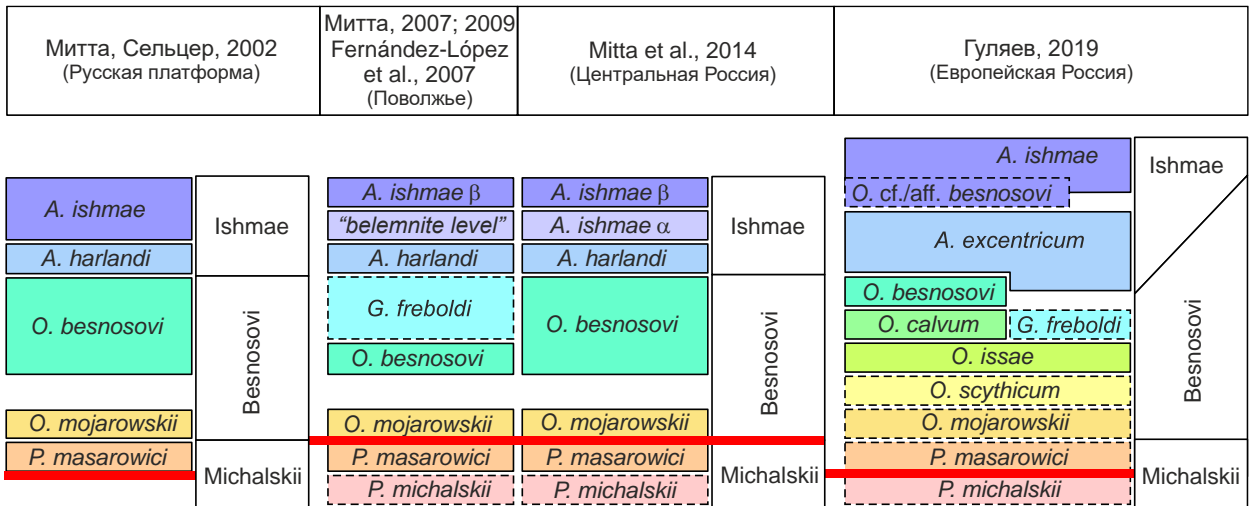 Митта, Сельцер, 2002
(Русская платформа)
Митта, 2007; 2009
Fernández-López
et al., 2007
(Поволжье)
Mitta et al., 2014
(Центральная Россия)
Гуляев, 2019
(Европейская Россия)
A. ishmae
A. harlandi
O. besnosovi
O. mojarowskii
P. masarowici
Ishmae
Besnosovi
Michalskii
A. ishmae β
"belemnite level"
A. harlandi
G. freboldi
O. besnosovi
O. mojarowskii
P. masarowici
P. michalskii
A. ishmae β
A. ishmae α
A. harlandi
O. besnosovi
O. mojarowskii
P. masarowici
P. michalskii
Ishmae
Besnosovi
Michalskii
A. ishmae
O. cf./aff. besnosovi
A. excentricum
O. besnosovi
O. calvum
G. freboldi
O. issae
O. scythicum
O. mojarowskii
P. masarowici
P. michalskii
Ishmae
Besnosovi
Michalskii